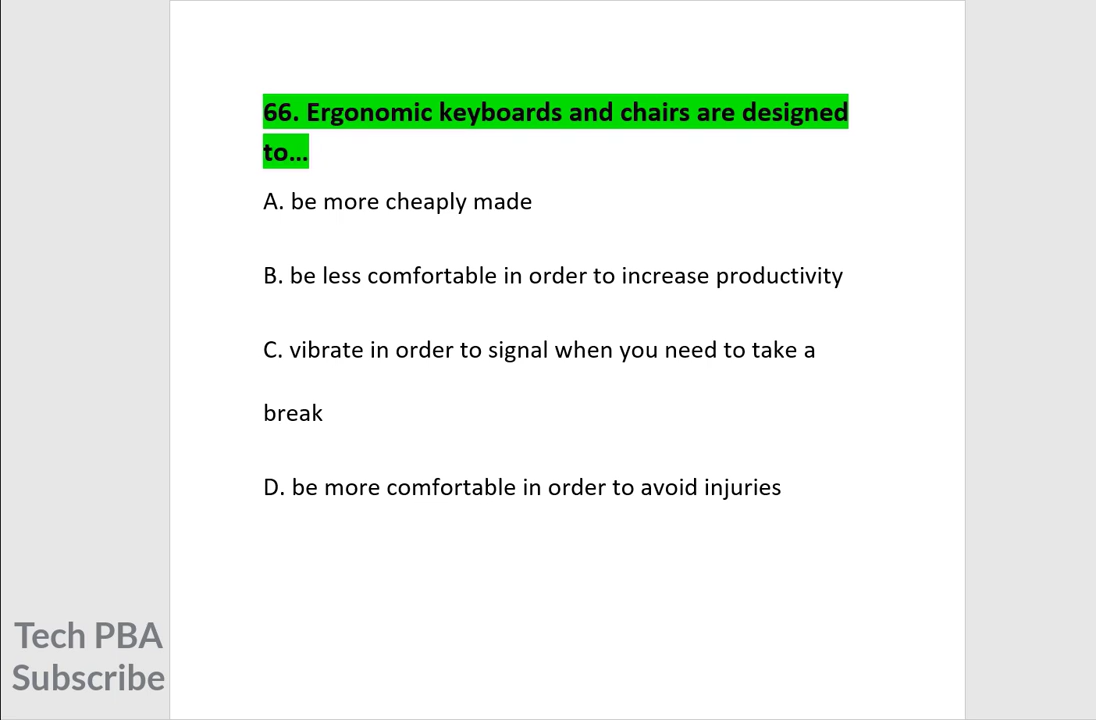 66. Ergonomic keyboards and chairs are designed
to...
A. be more cheaply made
B. be less comfortable in order to increase productivity
C. vibrate in order to signal when you need to take a
break
D. be more comfortable in order to avoid injuries
Tech PBA
Subscribe